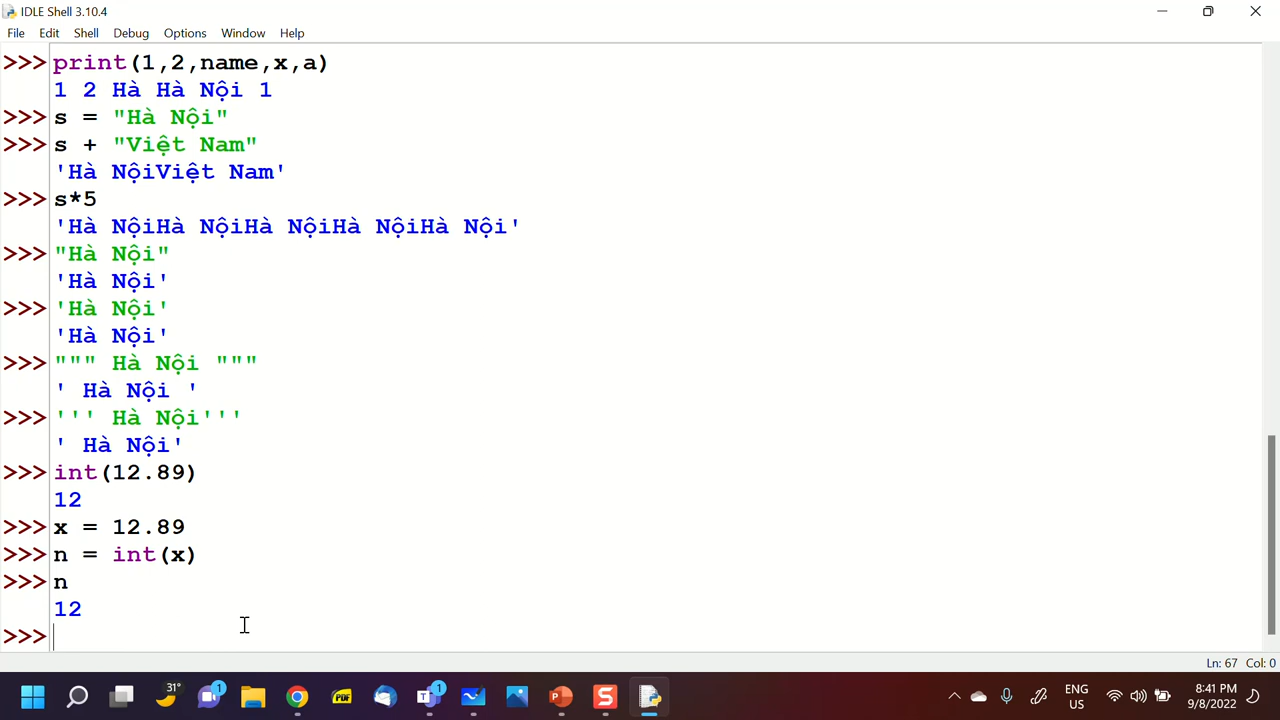 IDLE Shell 3.10.4
File Edit Shell Debug Options Window Help
>>> print(1,2,name,x,a)
1 2 Hà Hà Nội 1
>>> s = "Hà Nội"
>>> s + "Việt Nam"
'Hà NộiViệt Nam'
>>> s*5
'Hà NộiHà NộiHà NộiHà NộiHà Nội'
>>> "Hà Nội"
'Hà Nội'
>>> 'Hà Nội'
'Hà Nội'
>>> """ Hà Nội """
' Hà Nội '
>>> ''' Hà Nội'''
' Hà Nội'
>>> int(12.89)
12
>>> x = 12.89
>>> n = int(x)
>>> n
12
>>>
Ln: 67 Col: 0
31°
1
PDF
1
ENG
US
8:41 PM
9/8/2022